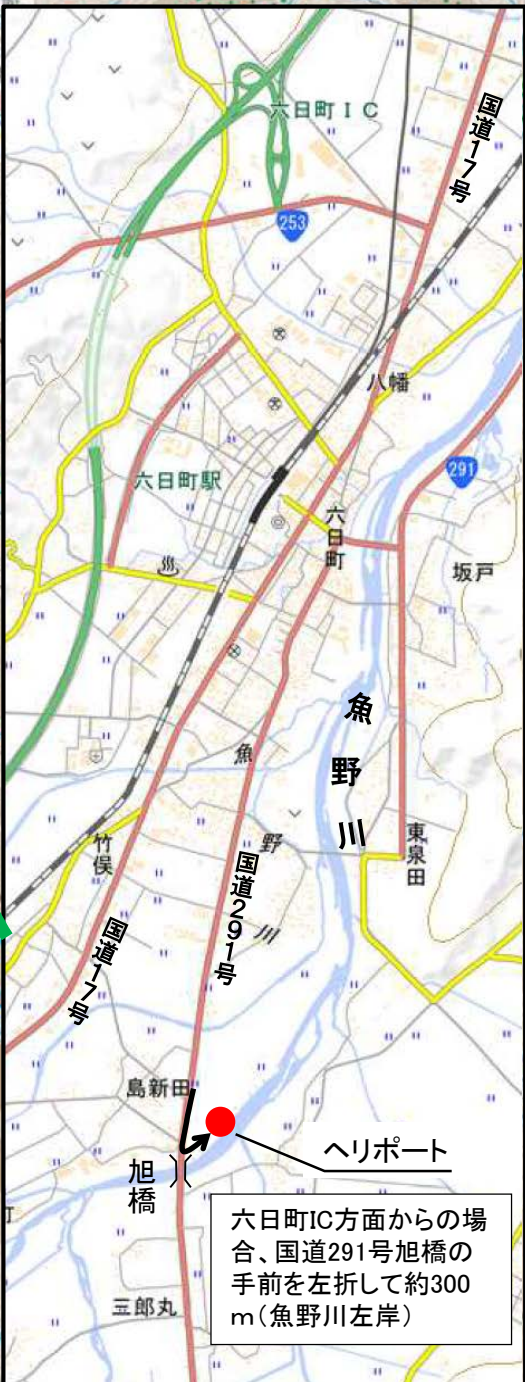 六日町IC
国道17号
253
八幡
六日町駅
291
六日町
坂戸
魚野川
魚野川
竹俣
東泉田
国道291号
国道17号
島新田
ヘリポート
旭橋
六日町IC方面からの場
合、国道291号旭橋の
手前を左折して約300
m(魚野川左岸)
三郎丸